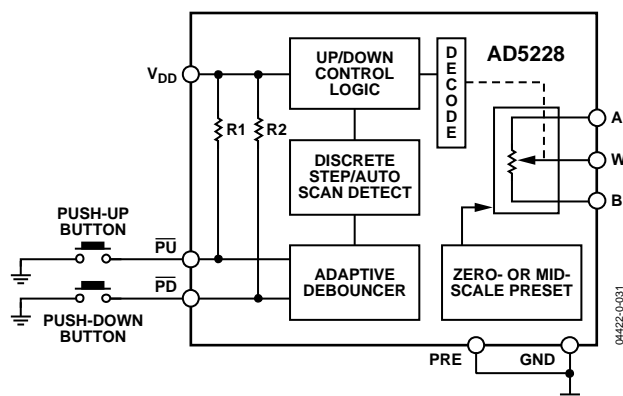 UP/DOWN
CONTROL
LOGIC
D
E
C
O
D
E
AD5228
VDD
R1
R2
A
W
B
DISCRETE
STEP/AUTO
SCAN DETECT
PUSH-UP
BUTTON
PU
PD
PUSH-DOWN
BUTTON
ADAPTIVE
DEBOUNCER
ZERO- OR MID-
SCALE PRESET
PRE
GND
04422-0-031